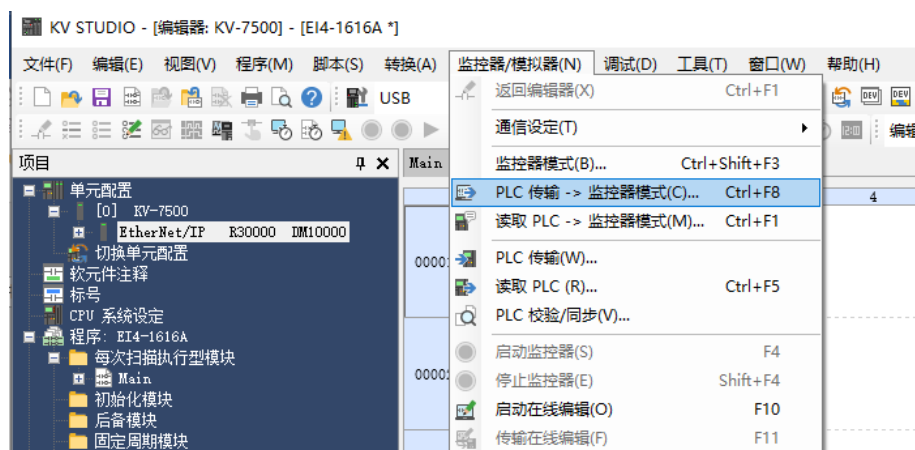 KV STUDIO - [编辑器: KV-7500] - [EI4-1616A *]
文件(F) 编辑(E) 视图(V) 程序(M) 脚本(S) 转换(A) 监控器/模拟器(N) 调试(D) 工具(T) 窗口(W) 帮助(H)
USB
返回编辑器(X) Ctrl+F1
通信设定(T)
编辑
项目
Main
监控器模式(B)... Ctrl+Shift+F3
单元配置
PLC 传输 -> 监控器模式(C)... Ctrl+F8
4
[0] KV-7500
读取 PLC -> 监控器模式(M)... Ctrl+F1
EtherNet/IP R30000 DM10000
切换单元配置
PLC 传输(W)...
软元件注释
读取 PLC (R)... Ctrl+F5
标号
CPU 系统设定
PLC 校验/同步(V)...
程序: EI4-1616A
每次扫描执行型模块
启动监控器(S) F4
Main
停止监控器(E) Shift+F4
初始化模块
启动在线编辑(O) F10
后备模块
传输在线编辑(F) F11
固定周期模块